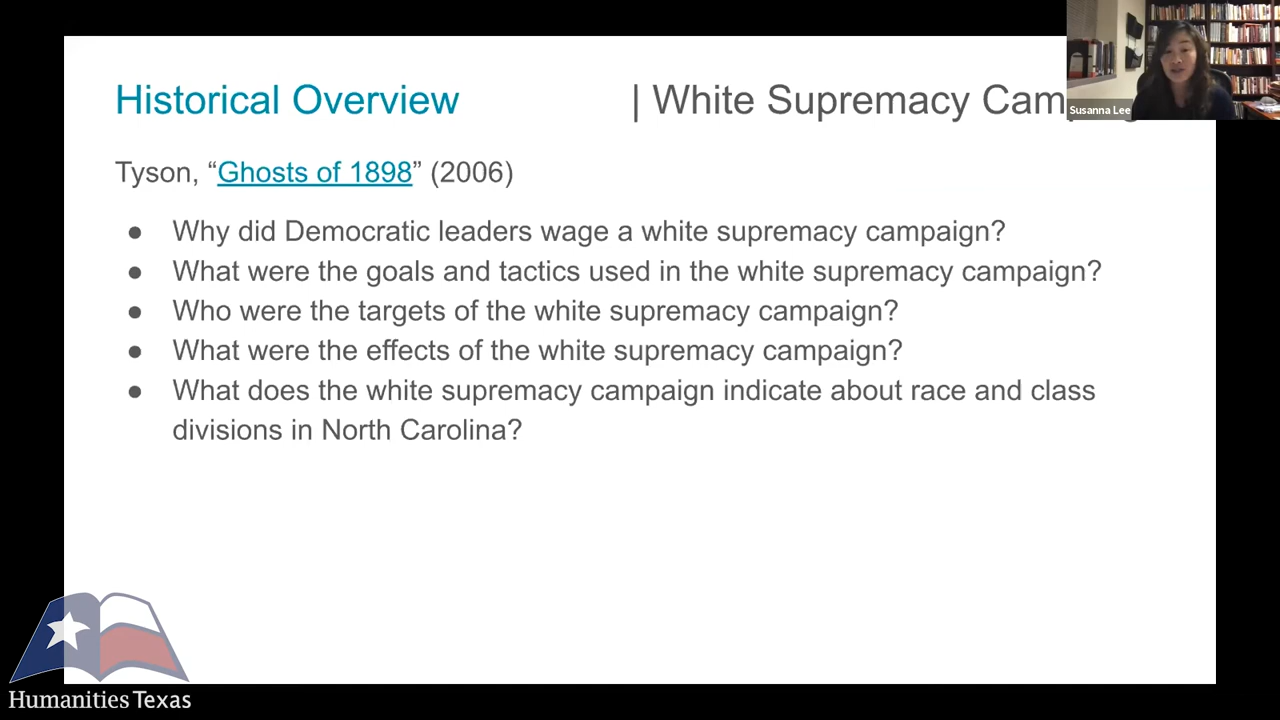 Historical Overview | White Supremacy Cam
Susanna Lee
Tyson, “Ghosts of 1898” (2006)
● Why did Democratic leaders wage a white supremacy campaign?
● What were the goals and tactics used in the white supremacy campaign?
● Who were the targets of the white supremacy campaign?
● What were the effects of the white supremacy campaign?
● What does the white supremacy campaign indicate about race and class
divisions in North Carolina?
Humanities Texas